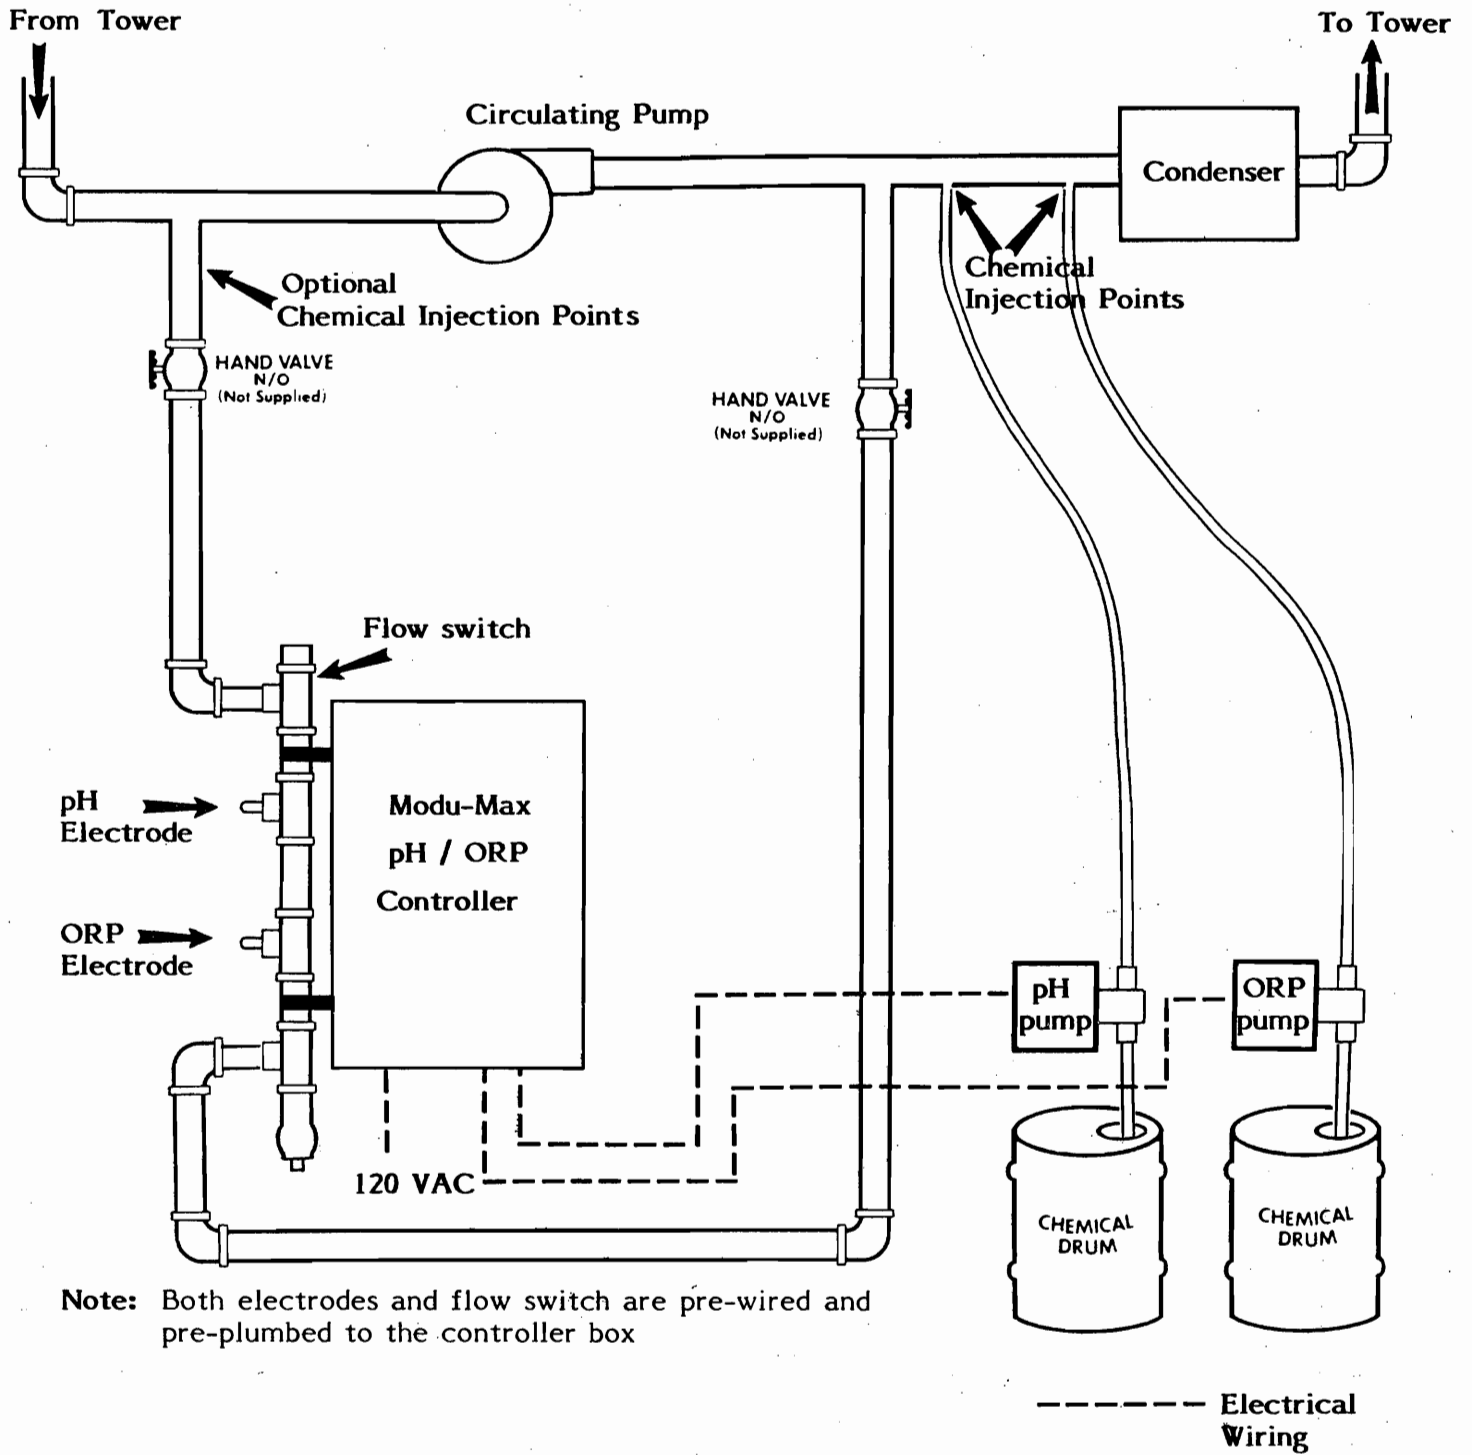 From Tower
To Tower
Circulating Pump
Condenser
Optional
Chemical Injection Points
Chemical
Injection Points
HAND VALVE
N/O
(Not Supplied)
HAND VALVE
N/O
(Not Supplied)
Flow switch
pH
Electrode
Modu-Max
pH / ORP
Controller
ORP
Electrode
pH
pump
ORP
pump
120 VAC
CHEMICAL
DRUM
CHEMICAL
DRUM
Note: Both electrodes and flow switch are pre-wired and
pre-plumbed to the controller box
Electrical
Wiring